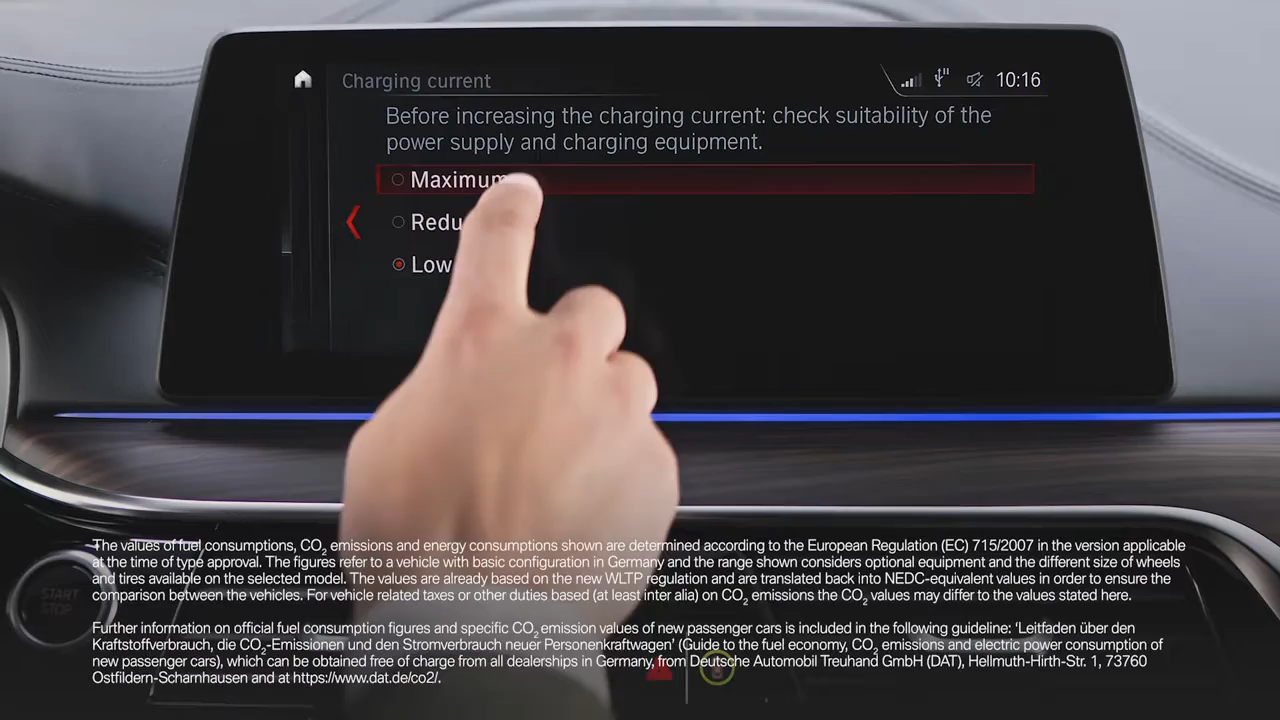 Charging current
10:16
Before increasing the charging current: check suitability of the
power supply and charging equipment.
Maximum
Low
START
STOP
The values of fuel consumptions, CO₂ emissions and energy consumptions shown are determined according to the European Regulation (EC) 715/2007 in the version applicable
at the time of type approval. The figures refer to a vehicle with basic configuration in Germany and the range shown considers optional equipment and the different size of wheels
and tires available on the selected model. The values are already based on the new WLTP regulation and are translated back into NEDC-equivalent values in order to ensure the
comparison between the vehicles. For vehicle related taxes or other duties based (at least inter alia) on CO₂ emissions the CO₂ values may differ to the values stated here.
Further information on official fuel consumption figures and specific CO₂ emission values of new passenger cars is included in the following guideline: ‘Leitfaden über den
Kraftstoffverbrauch, die CO₂-Emissionen und den Stromverbrauch neuer Personenkraftwagen’ (Guide to the fuel economy, CO₂ emissions and electric power consumption of
new passenger cars), which can be obtained free of charge from all dealerships in Germany, from Deutsche Automobil Treuhand GmbH (DAT), Hellmuth-Hirth-Str. 1, 73760
Ostfildern-Scharnhausen and at https://www.dat.de/co2/.